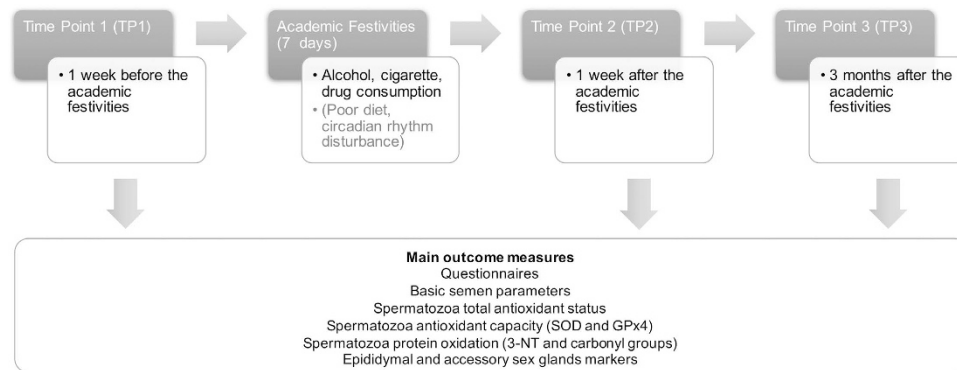 Time Point 1 (TP1)
• 1 week before the
academic
festivities
Academic Festivities
(7 days)
• Alcohol, cigarette,
drug consumption
• (Poor diet,
circadian rhythm
disturbance)
Time Point 2 (TP2)
• 1 week after the
academic
festivities
Time Point 3 (TP3)
• 3 months after the
academic
festivities
Main outcome measures
Questionnaires
Basic semen parameters
Spermatozoa total antioxidant status
Spermatozoa antioxidant capacity (SOD and GPx4)
Spermatozoa protein oxidation (3-NT and carbonyl groups)
Epididymal and accessory sex glands markers